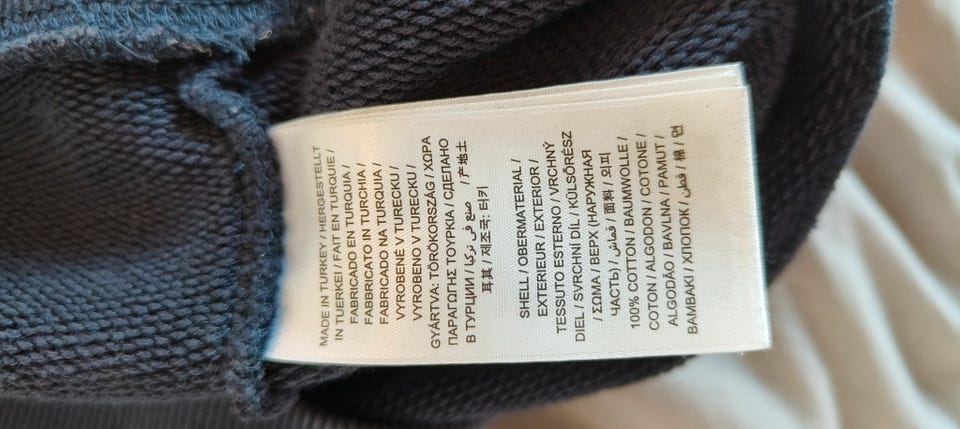 MADE IN TURKEY / HERGESTELLT
IN TUERKEI / FAIT EN TURQUIE /
FABRICADO EN TURQUIA /
FABBRICATO IN TURCHIA /
FABRICADO NA TURQUIA /
VYROBENÉ V TURECKU /
VYROBENO V TURECKU /
GYÁRTVA: TÖRÖKORSZÁG / ΧΩΡΑ
ΠΑΡΑΓΩΓΗΣ ΤΟΥΡΚΙΑ / СДЕЛАНО
В ТУРЦИИ / صنع في تركيا / 产地土
耳其 / 제조국: 터키
SHELL / OBERMATERIAL /
EXTERIEUR / EXTERIOR /
TESSUTO ESTERNO / VRCHNÝ
DIEL / SVRCHNÍ DÍL / KÜLSŐRÉSZ
/ ΣΩΜΑ / ВЕРХ (НАРУЖНАЯ
ЧАСТЬ) / قماش / 面料 / 외피
100% COTTON / BAUMWOLLE /
COTON / ALGODON / COTONE /
ALGODÃO / BAVLNA / PAMUT /
ΒΑΜΒΑΚΙ / ХЛОПОК / قطن / 棉 / 면